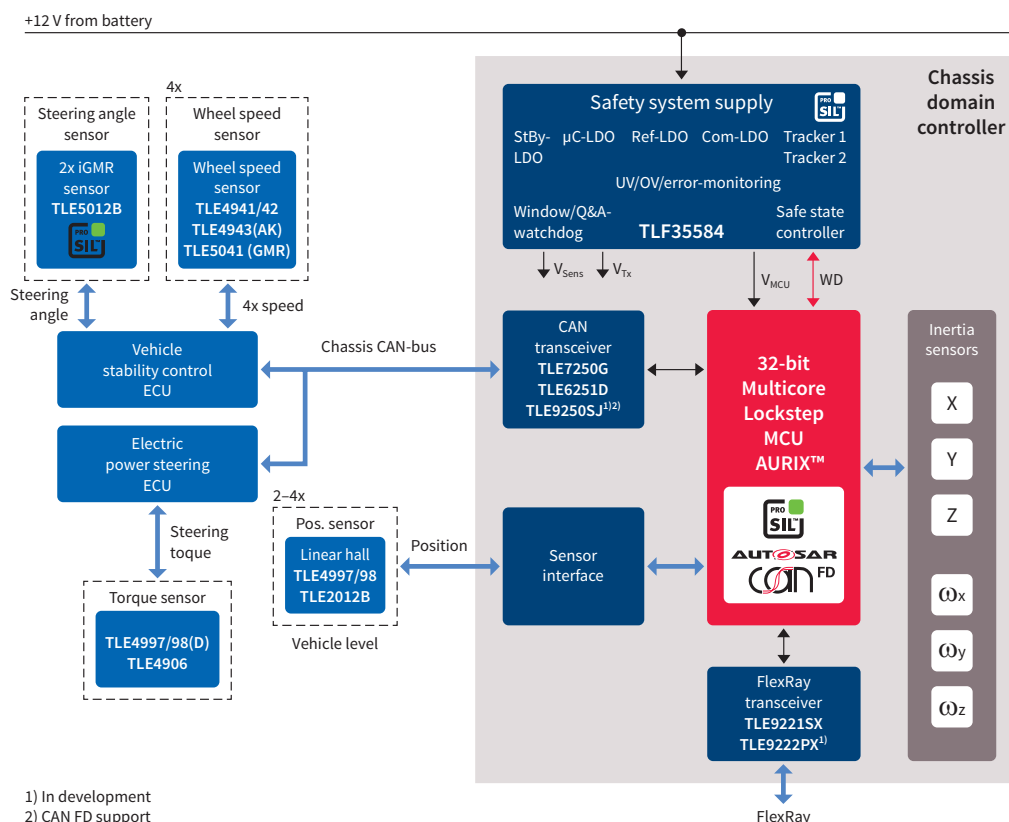 +12 V from battery
Chassis
domain
controller
Safety system supply
PRO
SIL™
StBy-
LDO
µC-LDO
Ref-LDO
Com-LDO
Tracker 1
Tracker 2
UV/OV/error-monitoring
Window/Q&A-
watchdog
TLF35584
Safe state
controller
VSens
VTx
VMCU
WD
4x
Steering angle
sensor
2x iGMR
sensor
TLE5012B
PRO
SIL™
Wheel speed
sensor
Wheel speed
sensor
TLE4941/42
TLE4943(AK)
TLE5041 (GMR)
Steering
angle
4x speed
Vehicle
stability control
ECU
Chassis CAN-bus
CAN
transceiver
TLE7250G
TLE6251D
TLE9250SJ1)2)
32-bit
Multicore
Lockstep
MCU
AURIX™
PRO
SIL™
AUTOSAR
CAN FD
Inertia
sensors
X
Y
Z
ωx
ωy
ωz
Electric
power steering
ECU
Steering
toque
2–4x
Pos. sensor
Linear hall
TLE4997/98
TLE2012B
Position
Vehicle level
Sensor
interface
Torque sensor
TLE4997/98(D)
TLE4906
FlexRay
transceiver
TLE9221SX
TLE9222PX1)
FlexRay
1) In development
2) CAN FD support